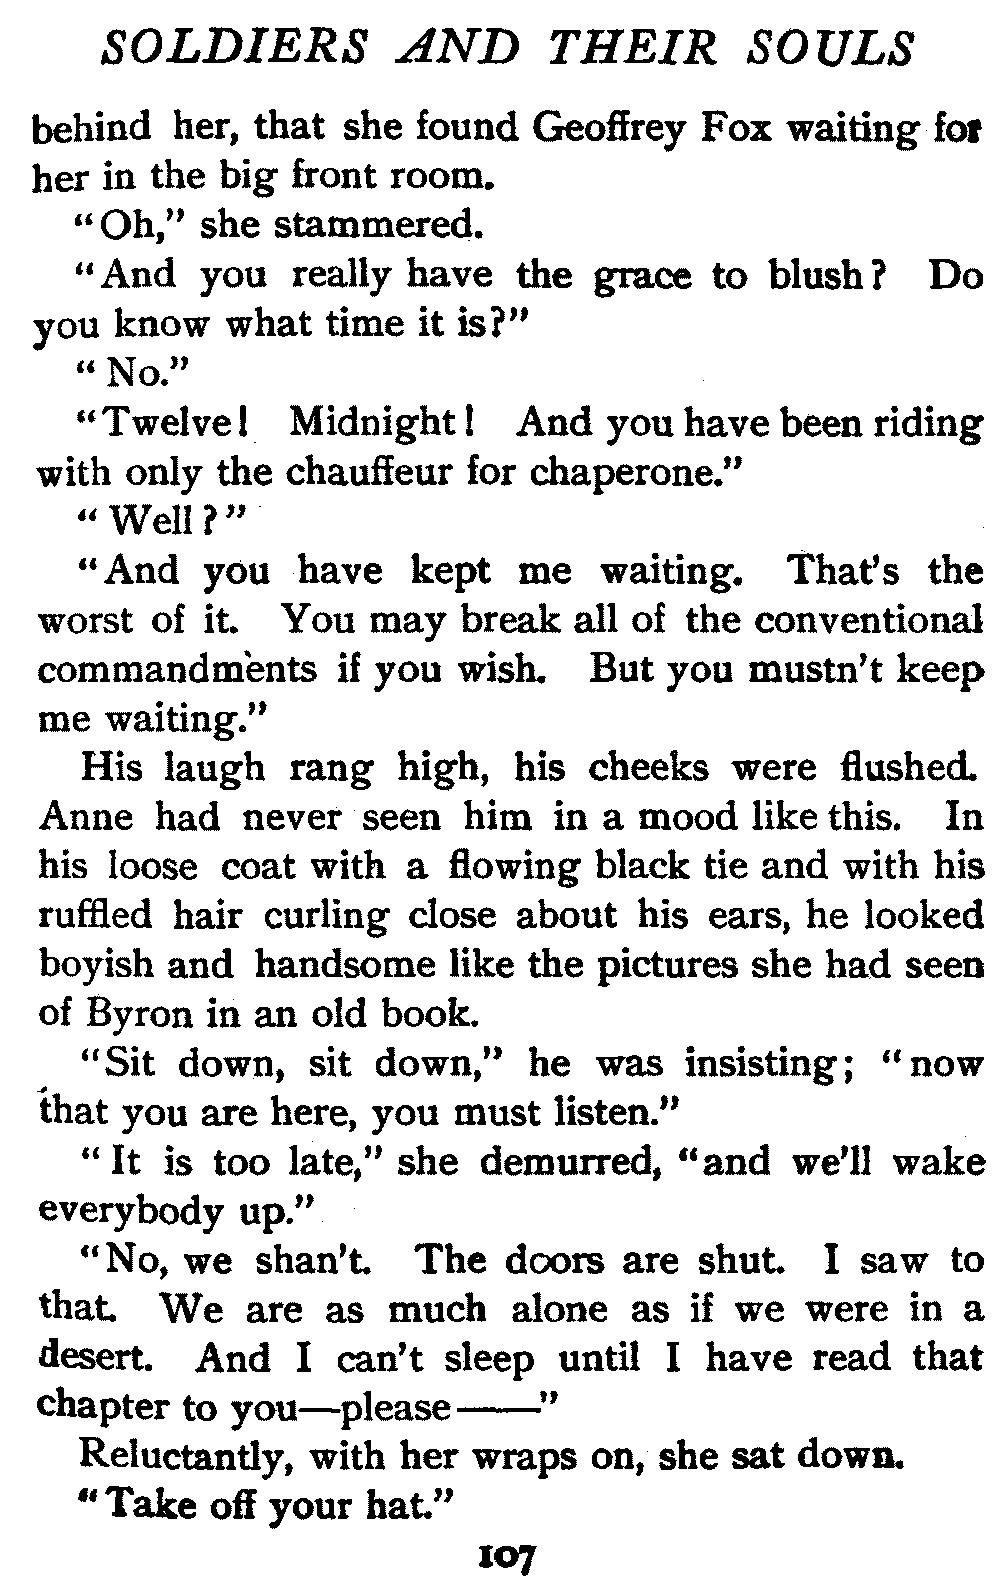 SOLDIERS AND THEIR SOULS
behind her, that she found Geoffrey Fox waiting for
her in the big front room.
"Oh," she stammered.
"And you really have the grace to blush? Do
you know what time it is?"
"No."
"Twelve! Midnight! And you have been riding
with only the chauffeur for chaperone."
"Well?"
"And you have kept me waiting. That's the
worst of it. You may break all of the conventional
commandments if you wish. But you mustn't keep
me waiting."
His laugh rang high, his cheeks were flushed.
Anne had never seen him in a mood like this. In
his loose coat with a flowing black tie and with his
ruffled hair curling close about his ears, he looked
boyish and handsome like the pictures she had seen
of Byron in an old book.
"Sit down, sit down," he was insisting; "now
that you are here, you must listen."
"It is too late," she demurred, "and we'll wake
everybody up."
"No, we shan't. The doors are shut. I saw to
that. We are as much alone as if we were in a
desert. And I can't sleep until I have read that
chapter to you—please——"
Reluctantly, with her wraps on, she sat down.
"Take off your hat."
107